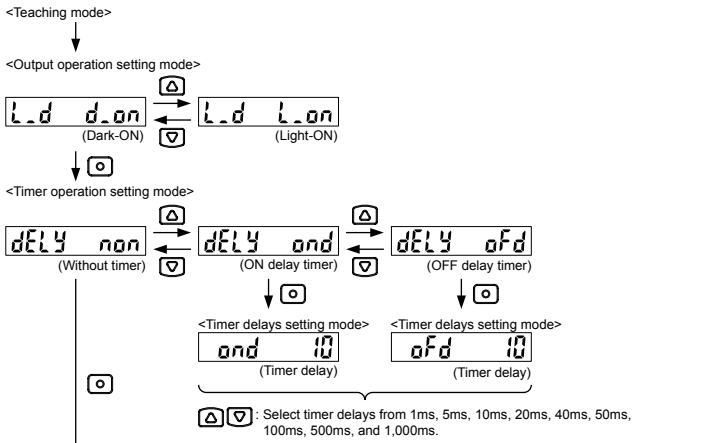 <Teaching mode>
<Output operation setting mode>
L_d d_on
L_d L_on
(Dark-ON)
(Light-ON)
<Timer operation setting mode>
dELY non
dELY ond
dELY oFd
(Without timer)
(ON delay timer)
(OFF delay timer)
<Timer delays setting mode>
<Timer delays setting mode>
ond 10
oFd 10
(Timer delay)
(Timer delay)
: Select timer delays from 1ms, 5ms, 10ms, 20ms, 40ms, 50ms,
100ms, 500ms, and 1,000ms.